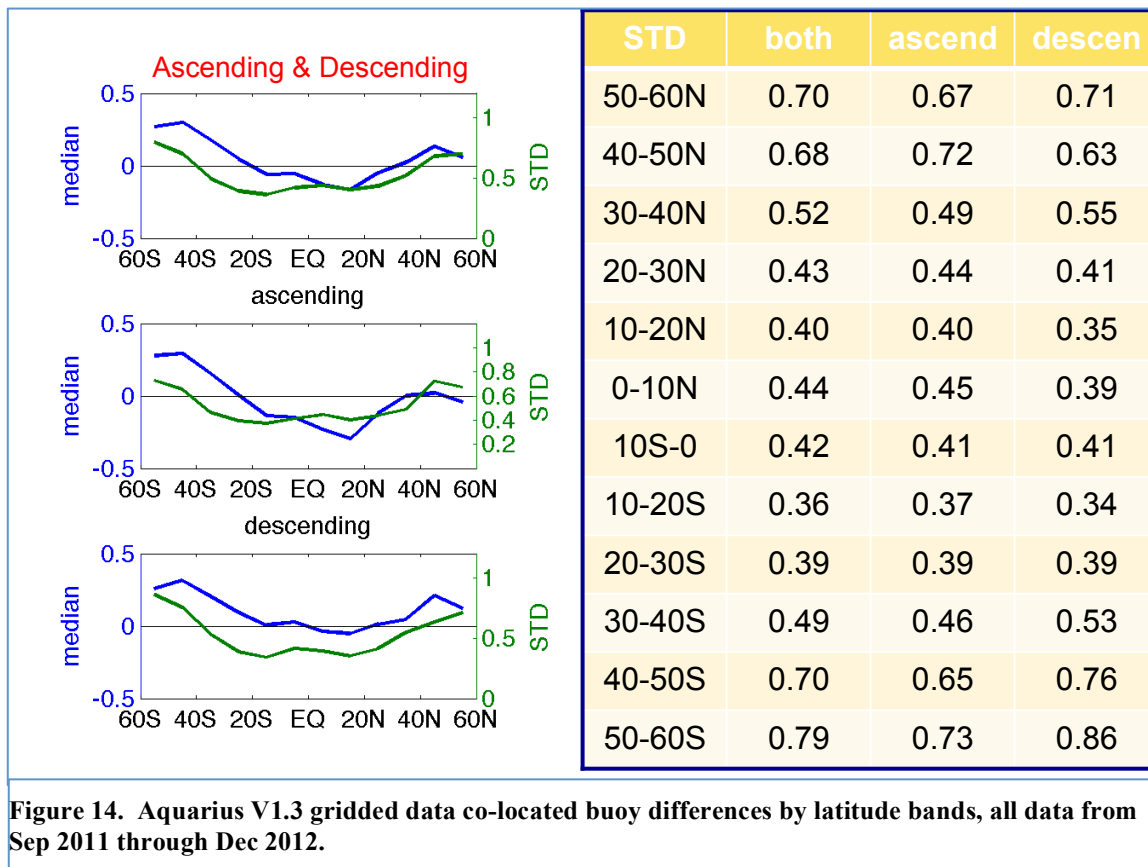 Ascending & Descending
0.5
0
-0.5
median
1
0.5
0
STD
60S 40S 20S EQ 20N 40N 60N
ascending
0.5
0
-0.5
median
1
0.8
0.6
0.4
0.2
STD
60S 40S 20S EQ 20N 40N 60N
descending
0.5
0
-0.5
median
1
0.5
0
STD
60S 40S 20S EQ 20N 40N 60N
STD both ascend descen
50-60N 0.70 0.67 0.71
40-50N 0.68 0.72 0.63
30-40N 0.52 0.49 0.55
20-30N 0.43 0.44 0.41
10-20N 0.40 0.40 0.35
0-10N 0.44 0.45 0.39
10S-0 0.42 0.41 0.41
10-20S 0.36 0.37 0.34
20-30S 0.39 0.39 0.39
30-40S 0.49 0.46 0.53
40-50S 0.70 0.65 0.76
50-60S 0.79 0.73 0.86
Figure 14. Aquarius V1.3 gridded data co-located buoy differences by latitude bands, all data from
Sep 2011 through Dec 2012.